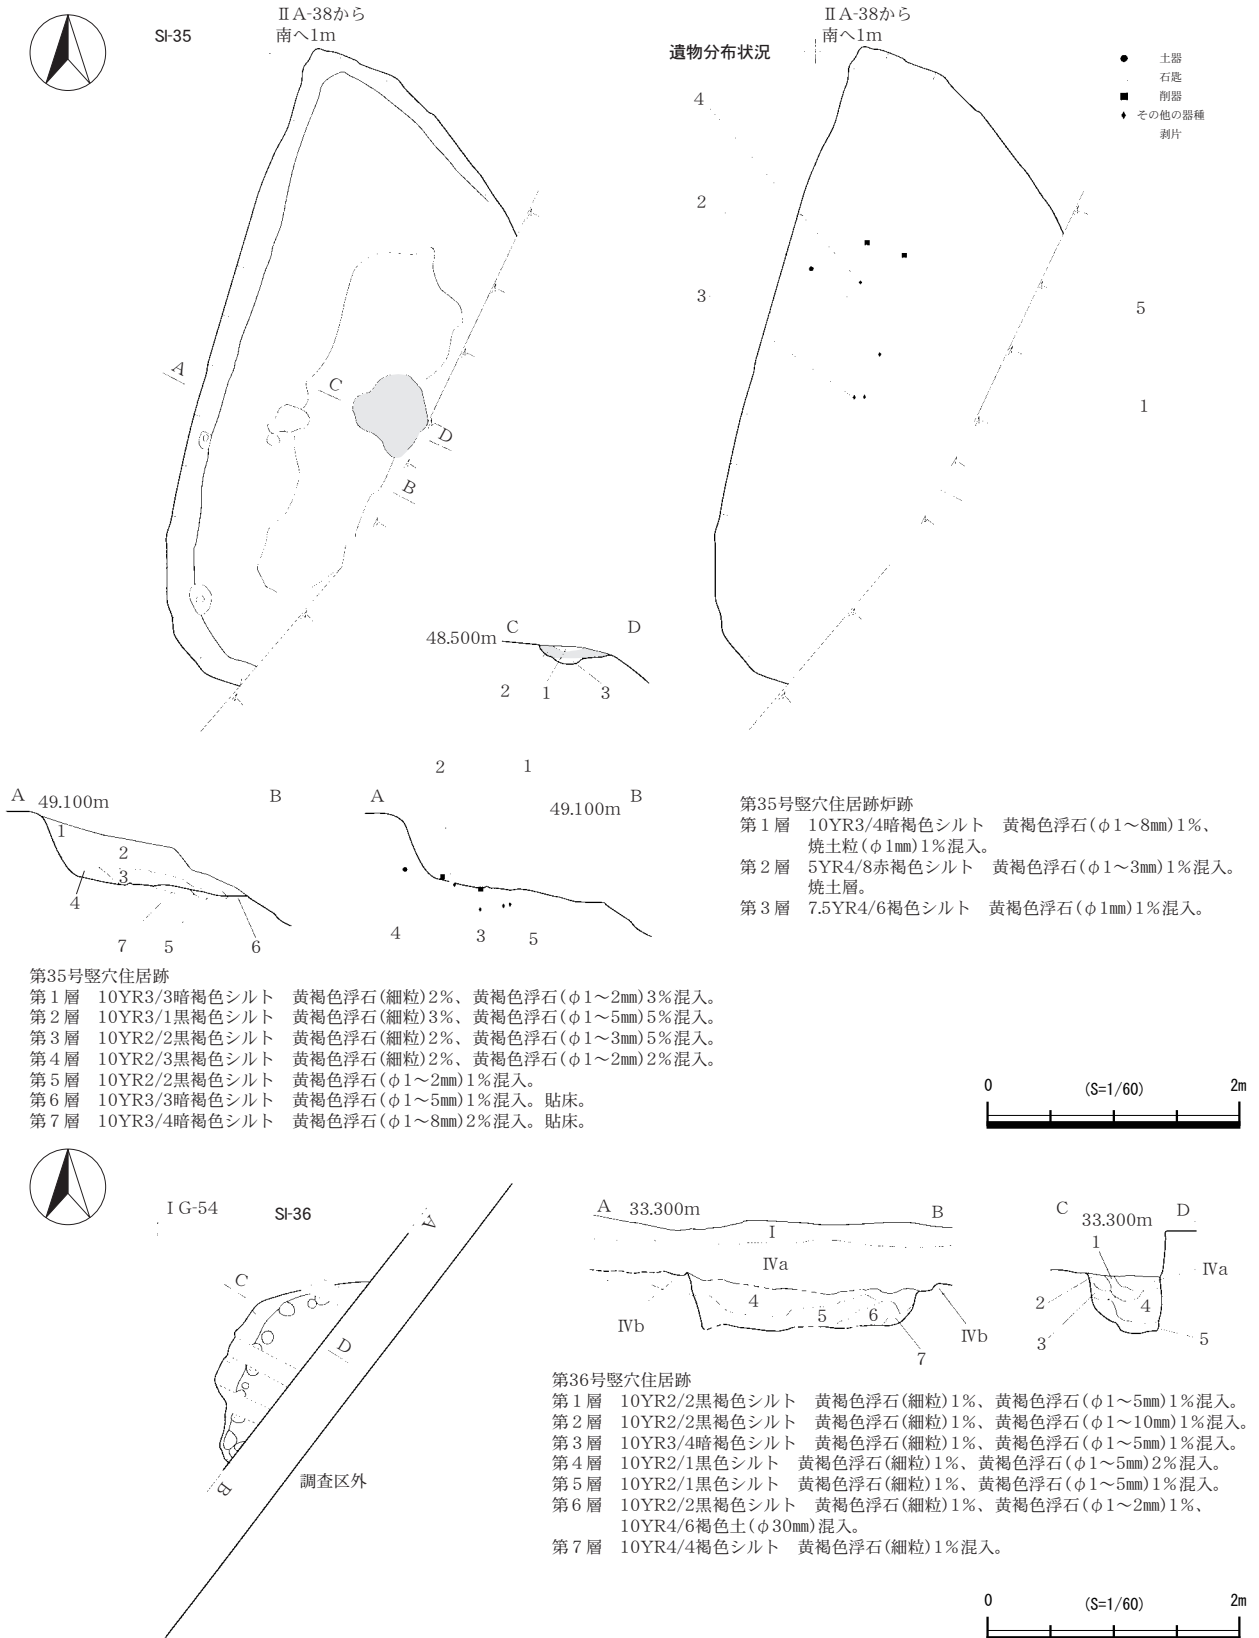 SI-35
ⅡA-38から
南へ1m
A
C
D
B
48.500m
C
D
2
1
3
遺物分布状況
ⅡA-38から
南へ1m
土器
石匙
削器
その他の器種
剥片
4
2
3
5
1
A
49.100m
B
1
2
3
4
7
5
6
2
1
A
49.100m
B
4
3
5
第35号竪穴住居跡炉跡
第1層 10YR3/4暗褐色シルト 黄褐色浮石(φ1〜8㎜)1%、
焼土粒(φ1㎜)1%混入。
第2層 5YR4/8赤褐色シルト 黄褐色浮石(φ1〜3㎜)1%混入。
焼土層。
第3層 7.5YR4/6褐色シルト 黄褐色浮石(φ1㎜)1%混入。
第35号竪穴住居跡
第1層 10YR3/3暗褐色シルト 黄褐色浮石(細粒)2%、黄褐色浮石(φ1〜2㎜)3%混入。
第2層 10YR3/1黒褐色シルト 黄褐色浮石(細粒)3%、黄褐色浮石(φ1〜5㎜)5%混入。
第3層 10YR2/2黒褐色シルト 黄褐色浮石(細粒)2%、黄褐色浮石(φ1〜3㎜)5%混入。
第4層 10YR2/3黒褐色シルト 黄褐色浮石(細粒)2%、黄褐色浮石(φ1〜2㎜)2%混入。
第5層 10YR2/2黒褐色シルト 黄褐色浮石(φ1〜2㎜)1%混入。
第6層 10YR3/3暗褐色シルト 黄褐色浮石(φ1〜5㎜)1%混入。貼床。
第7層 10YR3/4暗褐色シルト 黄褐色浮石(φ1〜8㎜)2%混入。貼床。
0
(S=1/60)
2m
ⅠG-54
SI-36
A
C
D
B
調査区外
A
33.300m
B
Ⅰ
Ⅳa
4
5
6
Ⅳb
Ⅳb
7
C
D
33.300m
1
Ⅳa
2
4
3
5
第36号竪穴住居跡
第1層 10YR2/2黒褐色シルト 黄褐色浮石(細粒)1%、黄褐色浮石(φ1〜5㎜)1%混入。
第2層 10YR2/2黒褐色シルト 黄褐色浮石(細粒)1%、黄褐色浮石(φ1〜10㎜)1%混入。
第3層 10YR3/4暗褐色シルト 黄褐色浮石(細粒)1%、黄褐色浮石(φ1〜5㎜)1%混入。
第4層 10YR2/1黒色シルト 黄褐色浮石(細粒)1%、黄褐色浮石(φ1〜5㎜)2%混入。
第5層 10YR2/1黒色シルト 黄褐色浮石(細粒)1%、黄褐色浮石(φ1〜5㎜)1%混入。
第6層 10YR2/2黒褐色シルト 黄褐色浮石(細粒)1%、黄褐色浮石(φ1〜2㎜)1%、
10YR4/6褐色土(φ30㎜)混入。
第7層 10YR4/4褐色シルト 黄褐色浮石(細粒)1%混入。
0
(S=1/60)
2m